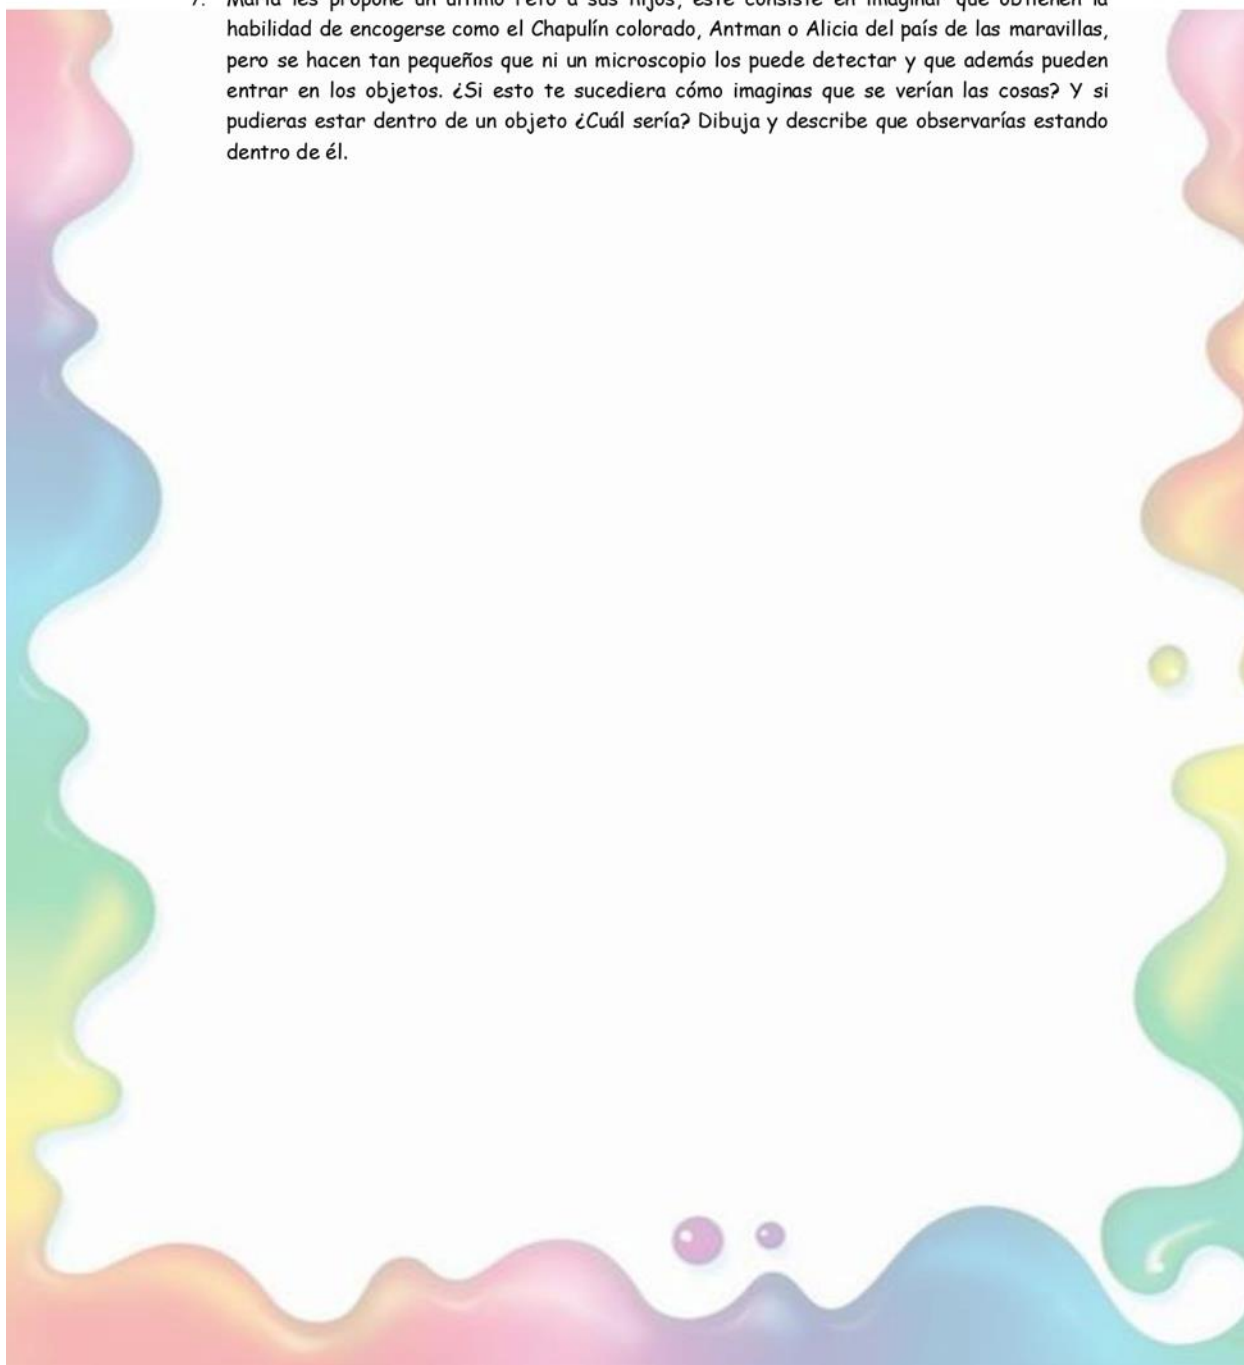 7. María les propone un último reto a sus hijos, este consiste en imaginar que obtienen la
habilidad de encogerse como el Chapulín colorado, Antman o Alicia del país de las maravillas,
pero se hacen tan pequeños que ni un microscopio los puede detectar y que además pueden
entrar en los objetos. ¿Si esto te sucediera cómo imaginas que se verían las cosas? Y si
pudieras estar dentro de un objeto ¿Cuál sería? Dibuja y describe que observarías estando
dentro de él.